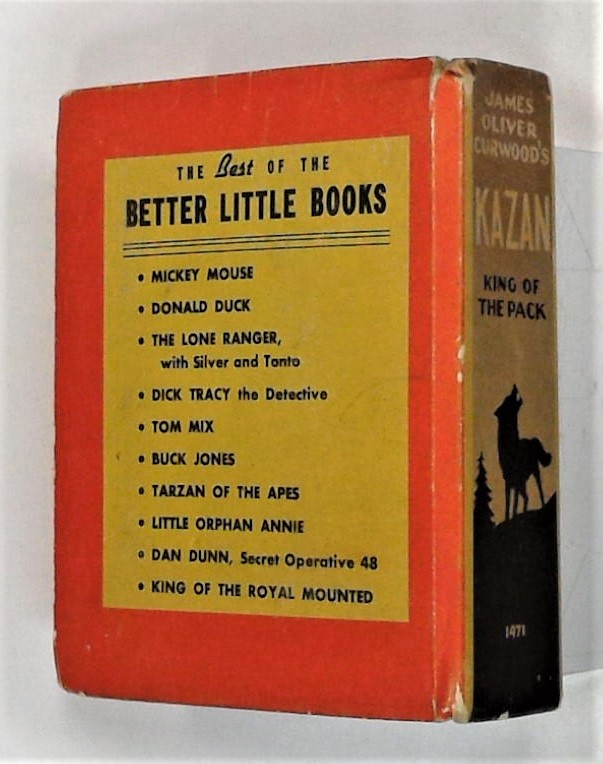 THE Best OF THE
BETTER LITTLE BOOKS
• MICKEY MOUSE
• DONALD DUCK
• THE LONE RANGER,
with Silver and Tonto
• DICK TRACY the Detective
• TOM MIX
• BUCK JONES
• TARZAN OF THE APES
• LITTLE ORPHAN ANNIE
• DAN DUNN, Secret Operative 48
• KING OF THE ROYAL MOUNTED
JAMES
OLIVER
CURWOOD'S
KAZAN
KING OF
THE PACK
1471